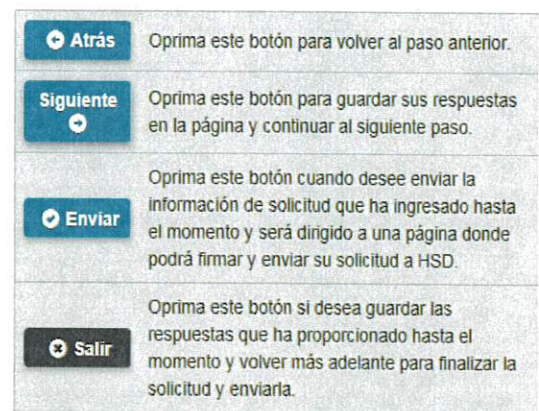 Atrás
Oprima este botón para volver al paso anterior.
Siguiente
Oprima este botón para guardar sus respuestas
en la página y continuar al siguiente paso.
Enviar
Oprima este botón cuando desee enviar la
información de solicitud que ha ingresado hasta
el momento y será dirigido a una página donde
podrá firmar y enviar su solicitud a HSD.
Salir
Oprima este botón si desea guardar las
respuestas que ha proporcionado hasta el
momento y volver más adelante para finalizar la
solicitud y enviarla.